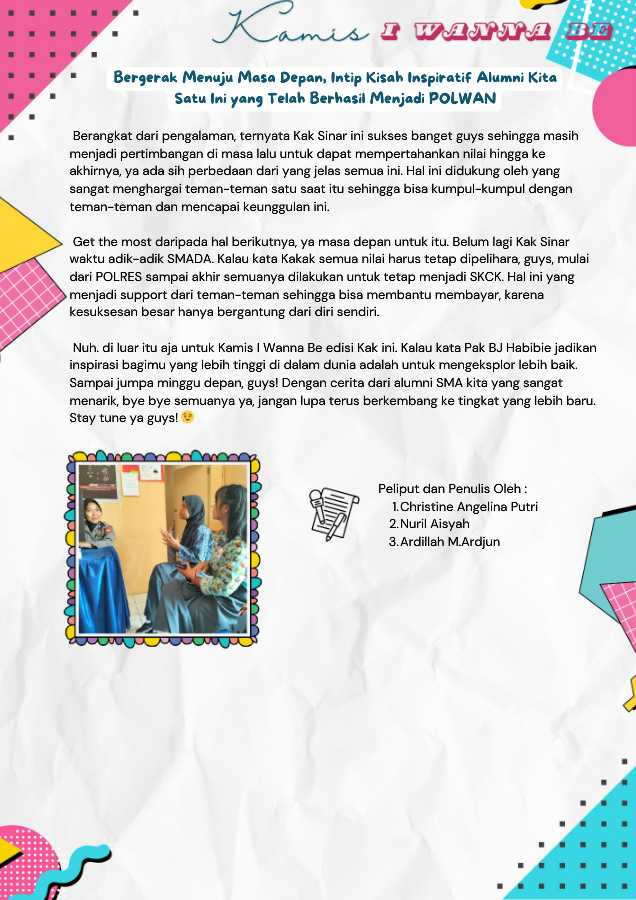 Kamis I WANNA BE
Bergerak Menuju Masa Depan, Intip Kisah Inspiratif Alumni Kita
Satu Ini yang Telah Berhasil Menjadi POLWAN
Berangkat dari pengalaman, ternyata Kak Sinar ini sukses banget guys sehingga masih
menjadi pertimbangan di masa lalu untuk dapat mempertahankan nilai hingga ke
akhirnya, ya ada sih perbedaan dari yang jelas semua ini. Hal ini didukung oleh yang
sangat menghargai teman-teman satu saat itu sehingga bisa kumpul-kumpul dengan
teman-teman dan mencapai keunggulan ini.
Get the most daripada hal berikutnya, ya masa depan untuk itu. Belum lagi Kak Sinar
waktu adik-adik SMADA. Kalau kata Kakak semua nilai harus tetap dipelihara, guys, mulai
dari POLRES sampai akhir semuanya dilakukan untuk tetap menjadi SKCK. Hal ini yang
menjadi support dari teman-teman sehingga bisa membantu membayar, karena
kesuksesan besar hanya bergantung dari diri sendiri.
Nuh. di luar itu aja untuk Kamis I Wanna Be edisi Kak ini. Kalau kata Pak BJ Habibie jadikan
inspirasi bagimu yang lebih tinggi di dalam dunia adalah untuk mengeksplor lebih baik.
Sampai jumpa minggu depan, guys! Dengan cerita dari alumni SMA kita yang sangat
menarik, bye bye semuanya ya, jangan lupa terus berkembang ke tingkat yang lebih baru.
Stay tune ya guys! 😉
Peliput dan Penulis Oleh :
1.Christine Angelina Putri
2.Nuril Aisyah
3.Ardillah M.Ardjun